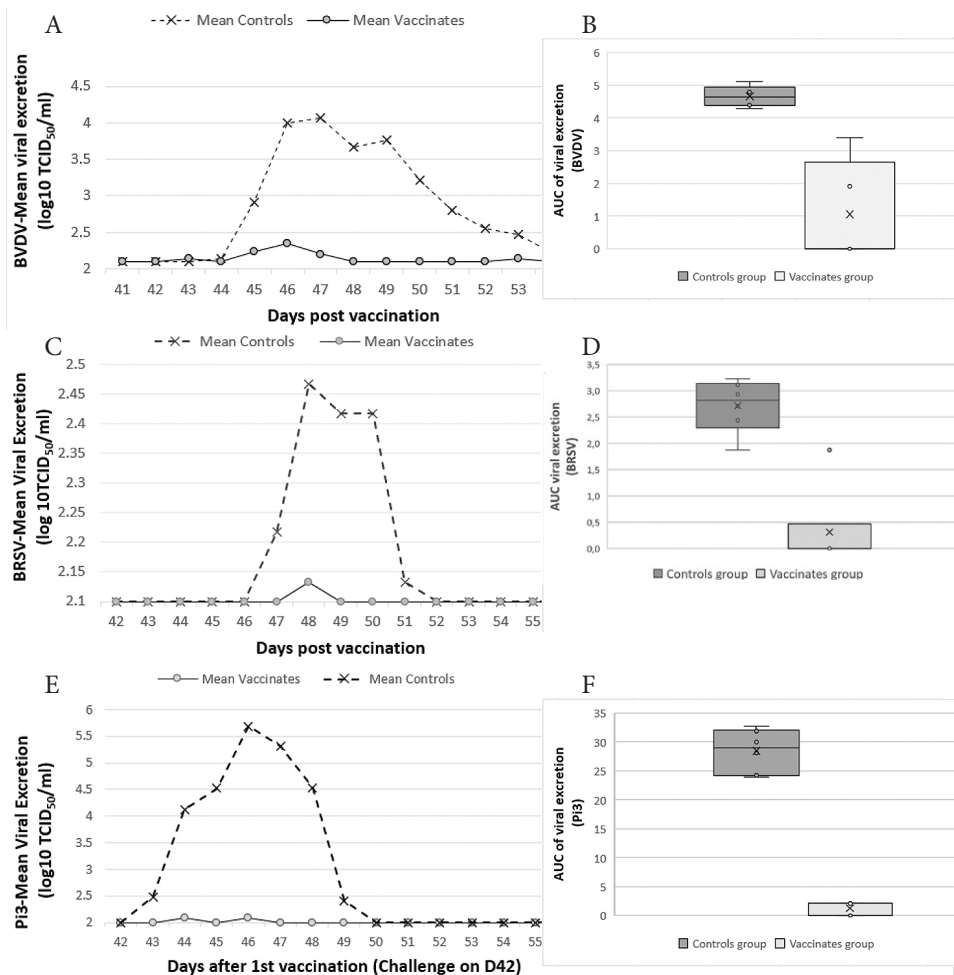 A
Mean Controls
Mean Vaccinates
BVDV-Mean viral excretion
(log10 TCID50/ml)
4.5
4
3.5
3
2.5
2
41 42 43 44 45 46 47 48 49 50 51 52 53
Days post vaccination
B
AUC of viral excretion
(BVDV)
6
5
4
3
2
1
0
Controls group
Vaccinates group
C
Mean Controls
Mean Vaccinates
BRSV-Mean Viral Excretion
(log 10TCID50/ml)
2.5
2.45
2.4
2.35
2.3
2.25
2.2
2.15
2.1
42 43 44 45 46 47 48 49 50 51 52 53 54 55
Days post vaccination
D
AUC viral excretion
(BRSV)
3,5
3,0
2,5
2,0
1,5
1,0
0,5
0,0
Controls group
Vaccinates group
E
Mean Vaccinates
Mean Controls
Pi3-Mean Viral Excretion
(log10 TCID50/ml)
6
5.5
5
4.5
4
3.5
3
2.5
2
42 43 44 45 46 47 48 49 50 51 52 53 54 55
Days after 1st vaccination (Challenge on D42)
F
AUC of viral excretion
(Pi3)
35
30
25
20
15
10
5
0
Controls group
Vaccinates group